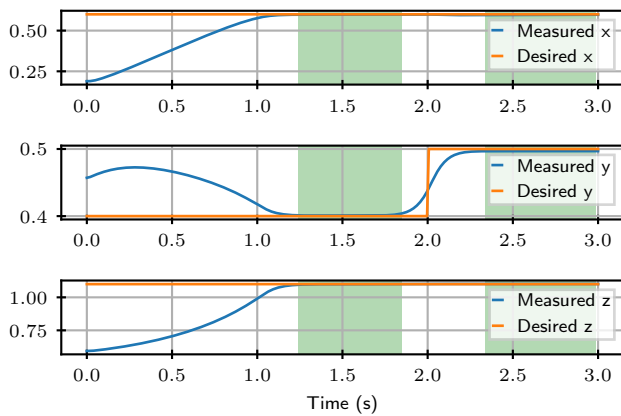 0.50
0.25
Measured x
Desired x
0.0 0.5 1.0 1.5 2.0 2.5 3.0
0.5
0.4
Measured y
Desired y
0.0 0.5 1.0 1.5 2.0 2.5 3.0
1.00
0.75
Measured z
Desired z
0.0 0.5 1.0 1.5 2.0 2.5 3.0
Time (s)